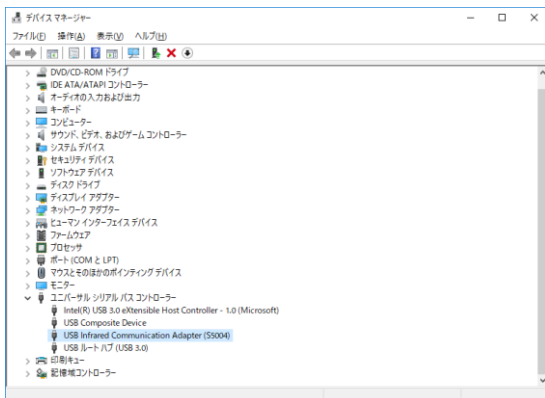 デバイス マネージャー
ファイル(F) 操作(A) 表示(V) ヘルプ(H)
DVD/CD-ROM ドライブ
IDE ATA/ATAPI コントローラー
オーディオの入力および出力
キーボード
コンピューター
サウンド、ビデオ、およびゲーム コントローラー
システム デバイス
セキュリティ デバイス
ソフトウェア デバイス
ディスク ドライブ
ディスプレイ アダプター
ネットワーク アダプター
ヒューマン インターフェイス デバイス
ファームウェア
プロセッサ
ポート (COM と LPT)
マウスとそのほかのポインティング デバイス
モニター
ユニバーサル シリアル バス コントローラー
Intel(R) USB 3.0 eXtensible Host Controller - 1.0 (Microsoft)
USB Composite Device
USB Infrared Communication Adapter (S5004)
USB ルート ハブ (USB 3.0)
印刷キュー
記憶域コントローラー